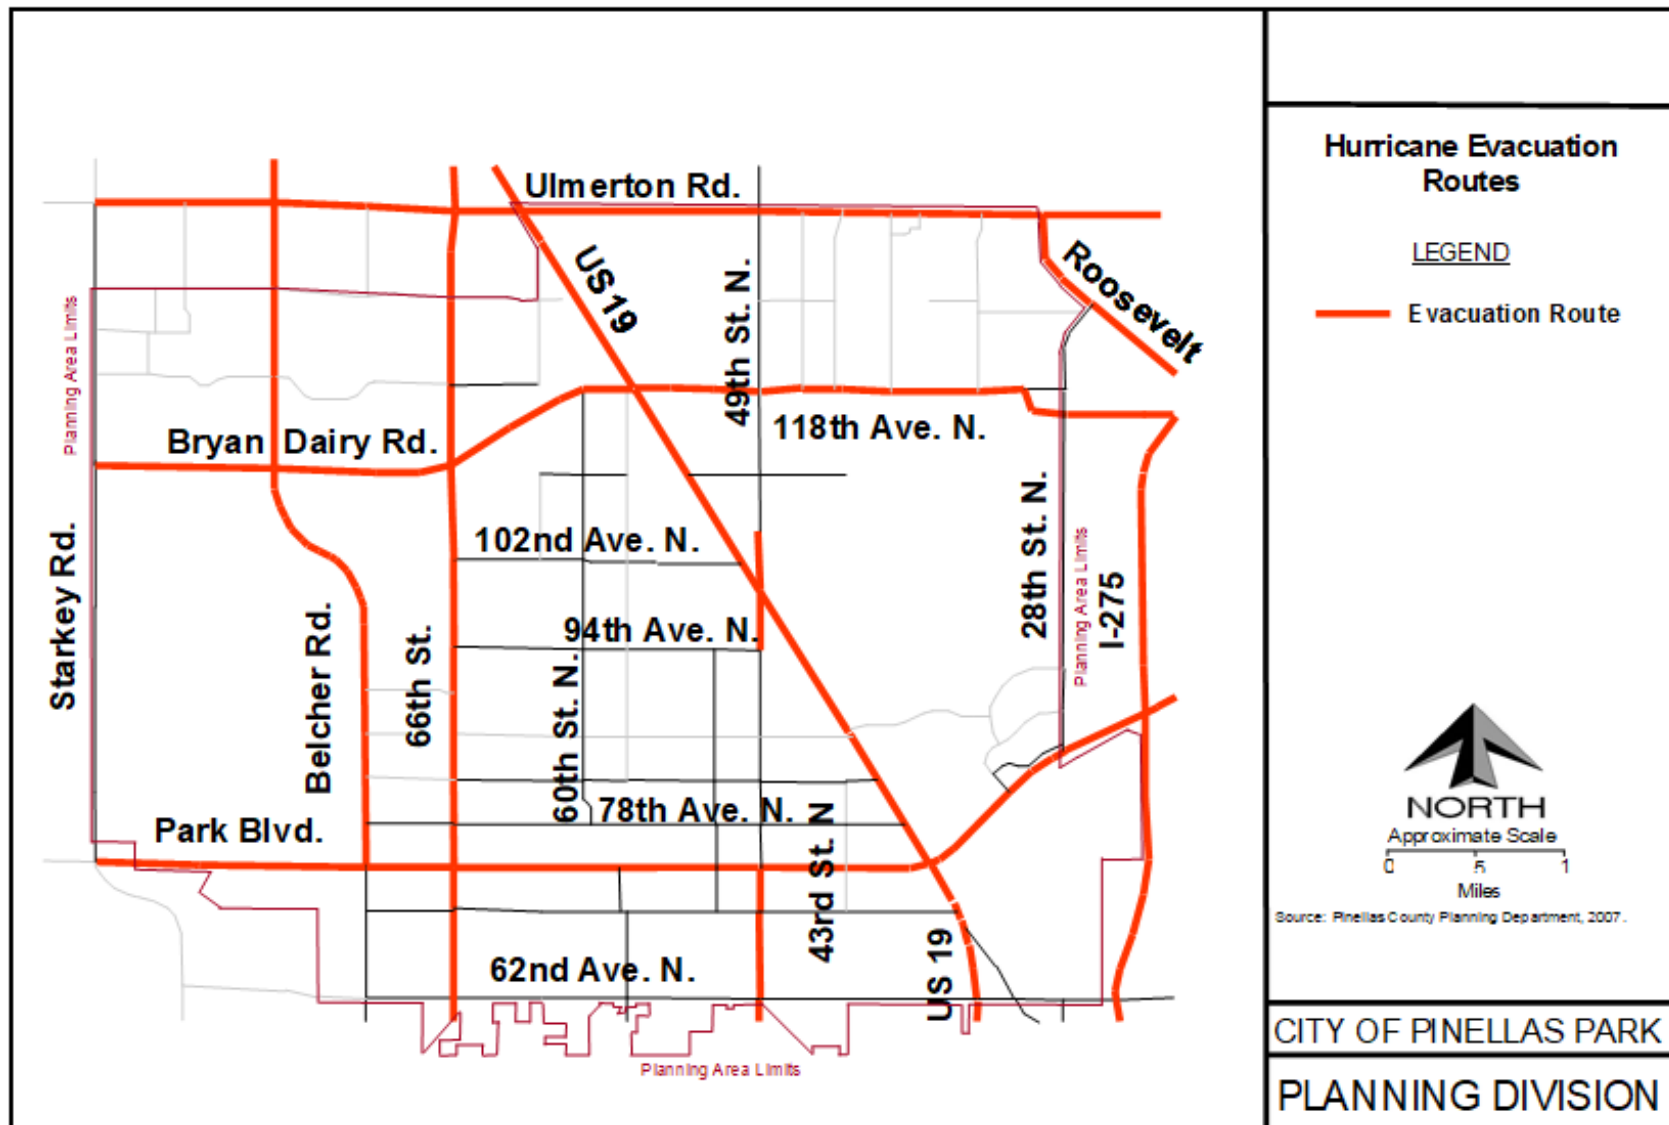 Ulmerton Rd.
US 19
49th St. N.
Roosevelt
Planning Area Limits
Bryan Dairy Rd.
118th Ave. N.
Starkey Rd.
102nd Ave. N.
28th St. N.
Planning Area Limits
I-275
Belcher Rd.
66th St.
94th Ave. N.
60th St. N.
78th Ave. N.
Park Blvd.
43rd St. N
62nd Ave. N.
US 19
Planning Area Limits
Hurricane Evacuation
Routes
LEGEND
Evacuation Route
NORTH
Approximate Scale
0 .5 1
Miles
Source: Pinellas County Planning Department, 2007.
CITY OF PINELLAS PARK
PLANNING DIVISION